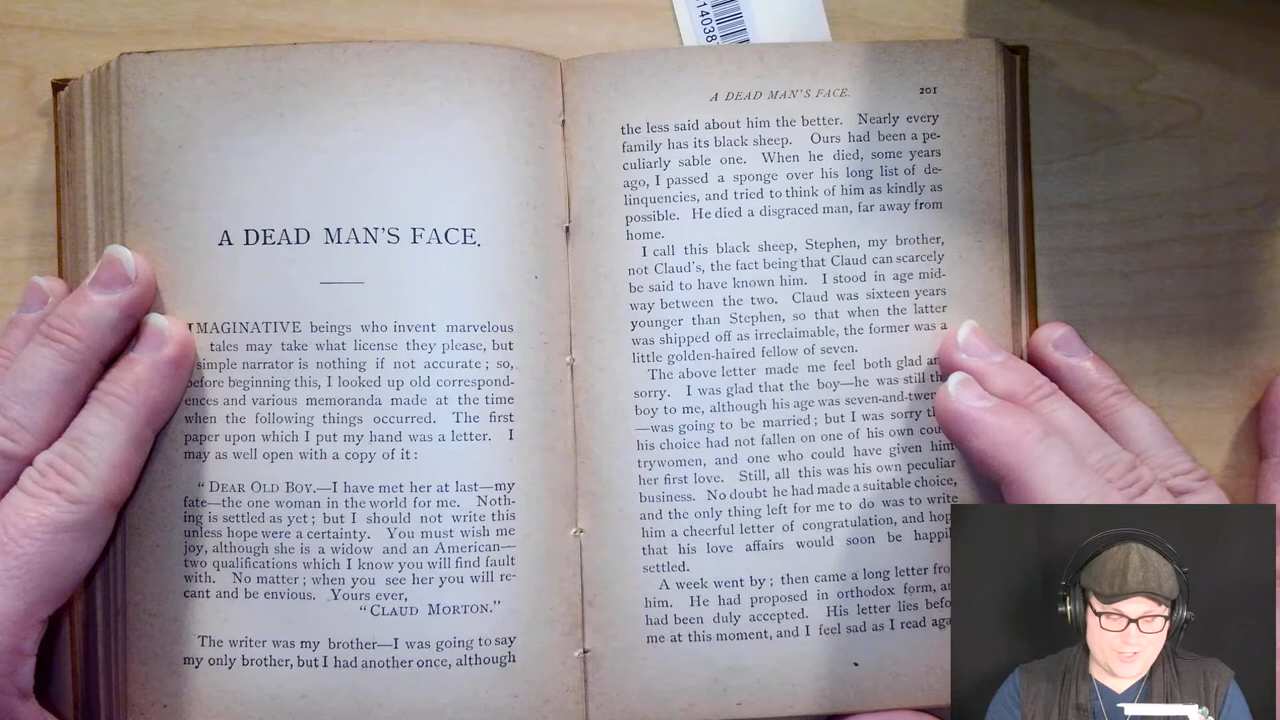 14038
A DEAD MAN'S FACE.
IMAGINATIVE beings who invent marvelous
tales may take what license they please, but
simple narrator is nothing if not accurate; so,
before beginning this, I looked up old correspond-
ences and various memoranda made at the time
when the following things occurred. The first
paper upon which I put my hand was a letter. I
may as well open with a copy of it:
"DEAR OLD BOY.—I have met her at last—my
fate—the one woman in the world for me. Noth-
ing is settled as yet; but I should not write this
unless hope were a certainty. You must wish me
joy, although she is a widow and an American—
two qualifications which I know you will find fault
with. No matter; when you see her you will re-
cant and be envious. Yours ever,
"CLAUD MORTON."
The writer was my brother—I was going to say
my only brother, but I had another once, although
A DEAD MAN'S FACE. 201
the less said about him the better. Nearly every
family has its black sheep. Ours had been a pe-
culiarly sable one. When he died, some years
ago, I passed a sponge over his long list of de-
linquencies, and tried to think of him as kindly as
possible. He died a disgraced man, far away from
home.
I call this black sheep, Stephen, my brother,
not Claud's, the fact being that Claud can scarcely
be said to have known him. I stood in age mid-
way between the two. Claud was sixteen years
younger than Stephen, so that when the latter
was shipped off as irreclaimable, the former was a
little golden-haired fellow of seven.
The above letter made me feel both glad an
sorry. I was glad that the boy—he was still th
boy to me, although his age was seven-and-twen
—was going to be married; but I was sorry th
his choice had not fallen on one of his own cou
trywomen, and one who could have given him
her first love. Still, all this was his own peculiar
business. No doubt he had made a suitable choice,
and the only thing left for me to do was to write
him a cheerful letter of congratulation, and hop
that his love affairs would soon be happil
settled.
A week went by; then came a long letter fro
him. He had proposed in orthodox form, an
had been duly accepted. His letter lies befo
me at this moment, and I feel sad as I read aga